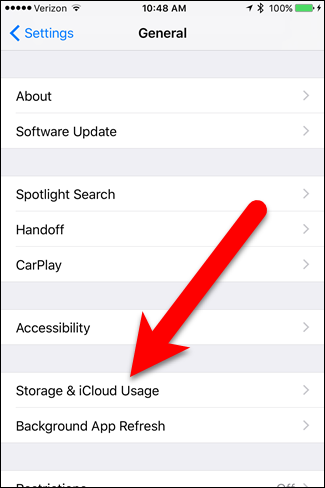 Verizon 10:48 AM 100%
Settings General
About
Software Update
Spotlight Search
Handoff
CarPlay
Accessibility
Storage & iCloud Usage
Background App Refresh
Restrictions Off